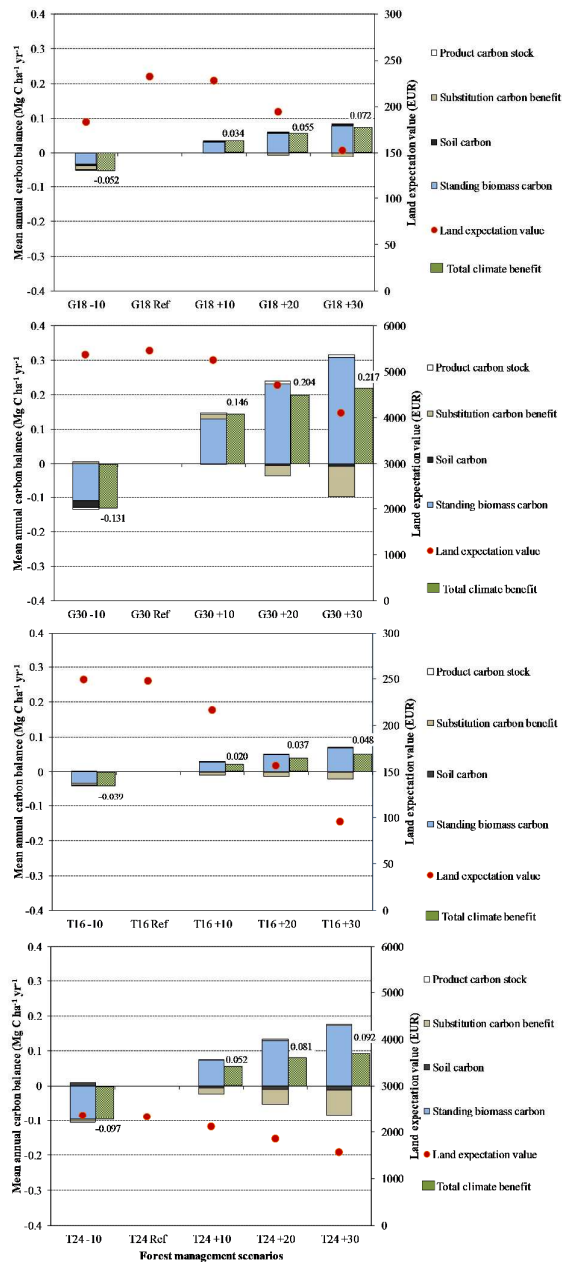 Mean annual carbon balance (Mg C ha⁻¹ yr⁻¹)
0.4
0.3
0.2
0.1
0
-0.1
-0.2
-0.3
-0.4
-0.052
0.034
0.055
0.072
G18 -10
G18 Ref
G18 +10
G18 +20
G18 +30
300
250
200
150
100
50
0
Land expectation value (EUR)
Product carbon stock
Substitution carbon benefit
Soil carbon
Standing biomass carbon
Land expectation value
Total climate benefit
Mean annual carbon balance (Mg C ha⁻¹ yr⁻¹)
0.4
0.3
0.2
0.1
0
-0.1
-0.2
-0.3
-0.4
-0.131
0.146
0.204
0.217
G30 -10
G30 Ref
G30 +10
G30 +20
G30 +30
6000
5000
4000
3000
2000
1000
0
Land expectation value (EUR)
Product carbon stock
Substitution carbon benefit
Soil carbon
Standing biomass carbon
Land expectation value
Total climate benefit
Mean annual carbon balance (Mg C ha⁻¹ yr⁻¹)
0.4
0.3
0.2
0.1
0
-0.1
-0.2
-0.3
-0.4
-0.039
0.020
0.037
0.048
T16 -10
T16 Ref
T16 +10
T16 +20
T16 +30
300
250
200
150
100
50
0
Land expectation value (EUR)
Product carbon stock
Substitution carbon benefit
Soil carbon
Standing biomass carbon
Land expectation value
Total climate benefit
Mean annual carbon balance (Mg C ha⁻¹ yr⁻¹)
0.4
0.3
0.2
0.1
0
-0.1
-0.2
-0.3
-0.4
-0.097
0.052
0.081
0.092
T24 -10
T24 Ref
T24 +10
T24 +20
T24 +30
Forest management scenarios
6000
5000
4000
3000
2000
1000
0
Land expectation value (EUR)
Product carbon stock
Substitution carbon benefit
Soil carbon
Standing biomass carbon
Land expectation value
Total climate benefit